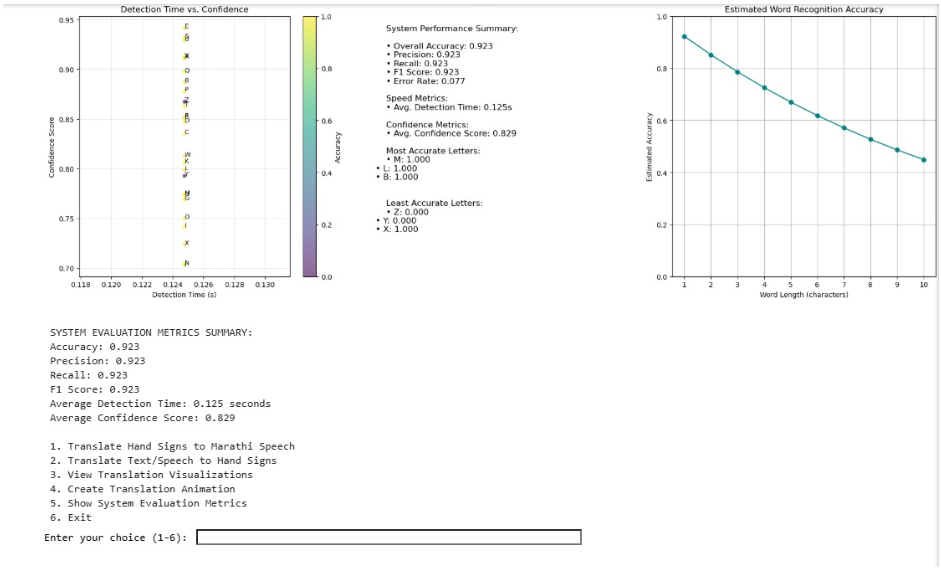 Detection Time vs. Confidence
0.95
0.90
0.85
0.80
0.75
0.70
Confidence Score
E
B
X
Q
B
P
Z
C
W
K
L
M
G
O
I
X
N
0.118 0.120 0.122 0.124 0.126 0.128 0.130
Detection Time (s)
1.0
0.8
0.6
0.4
0.2
0.0
Accuracy
System Performance Summary:
• Overall Accuracy: 0.923
• Precision: 0.923
• Recall: 0.923
• F1 Score: 0.923
• Error Rate: 0.077
Speed Metrics:
• Avg. Detection Time: 0.125s
Confidence Metrics:
• Avg. Confidence Score: 0.829
Most Accurate Letters:
• M: 1.000
• L: 1.000
• B: 1.000
Least Accurate Letters:
• Z: 0.000
• Y: 0.000
• X: 1.000
Estimated Word Recognition Accuracy
1.0
0.8
0.6
0.4
0.2
0.0
Estimated Accuracy
1 2 3 4 5 6 7 8 9 10
Word Length (characters)
SYSTEM EVALUATION METRICS SUMMARY:
Accuracy: 0.923
Precision: 0.923
Recall: 0.923
F1 Score: 0.923
Average Detection Time: 0.125 seconds
Average Confidence Score: 0.829
1. Translate Hand Signs to Marathi Speech
2. Translate Text/Speech to Hand Signs
3. View Translation Visualizations
4. Create Translation Animation
5. Show System Evaluation Metrics
6. Exit
Enter your choice (1-6):